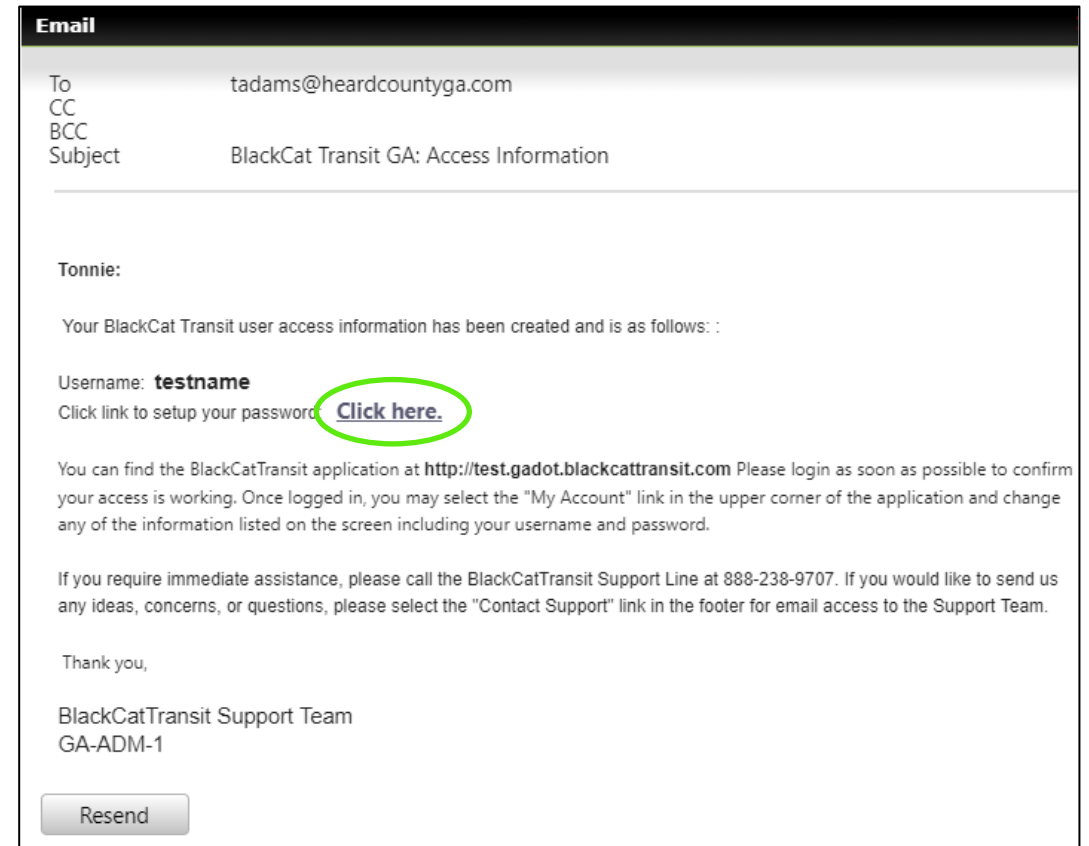 Email
To tadams@heardcountyga.com
CC
BCC
Subject BlackCat Transit GA: Access Information
Tonnie:
Your BlackCat Transit user access information has been created and is as follows: :
Username: testname
Click link to setup your password: Click here.
You can find the BlackCatTransit application at http://test.gadot.blackcattransit.com Please login as soon as possible to confirm
your access is working. Once logged in, you may select the "My Account" link in the upper corner of the application and change
any of the information listed on the screen including your username and password.
If you require immediate assistance, please call the BlackCatTransit Support Line at 888-238-9707. If you would like to send us
any ideas, concerns, or questions, please select the "Contact Support" link in the footer for email access to the Support Team.
Thank you,
BlackCatTransit Support Team
GA-ADM-1
Resend